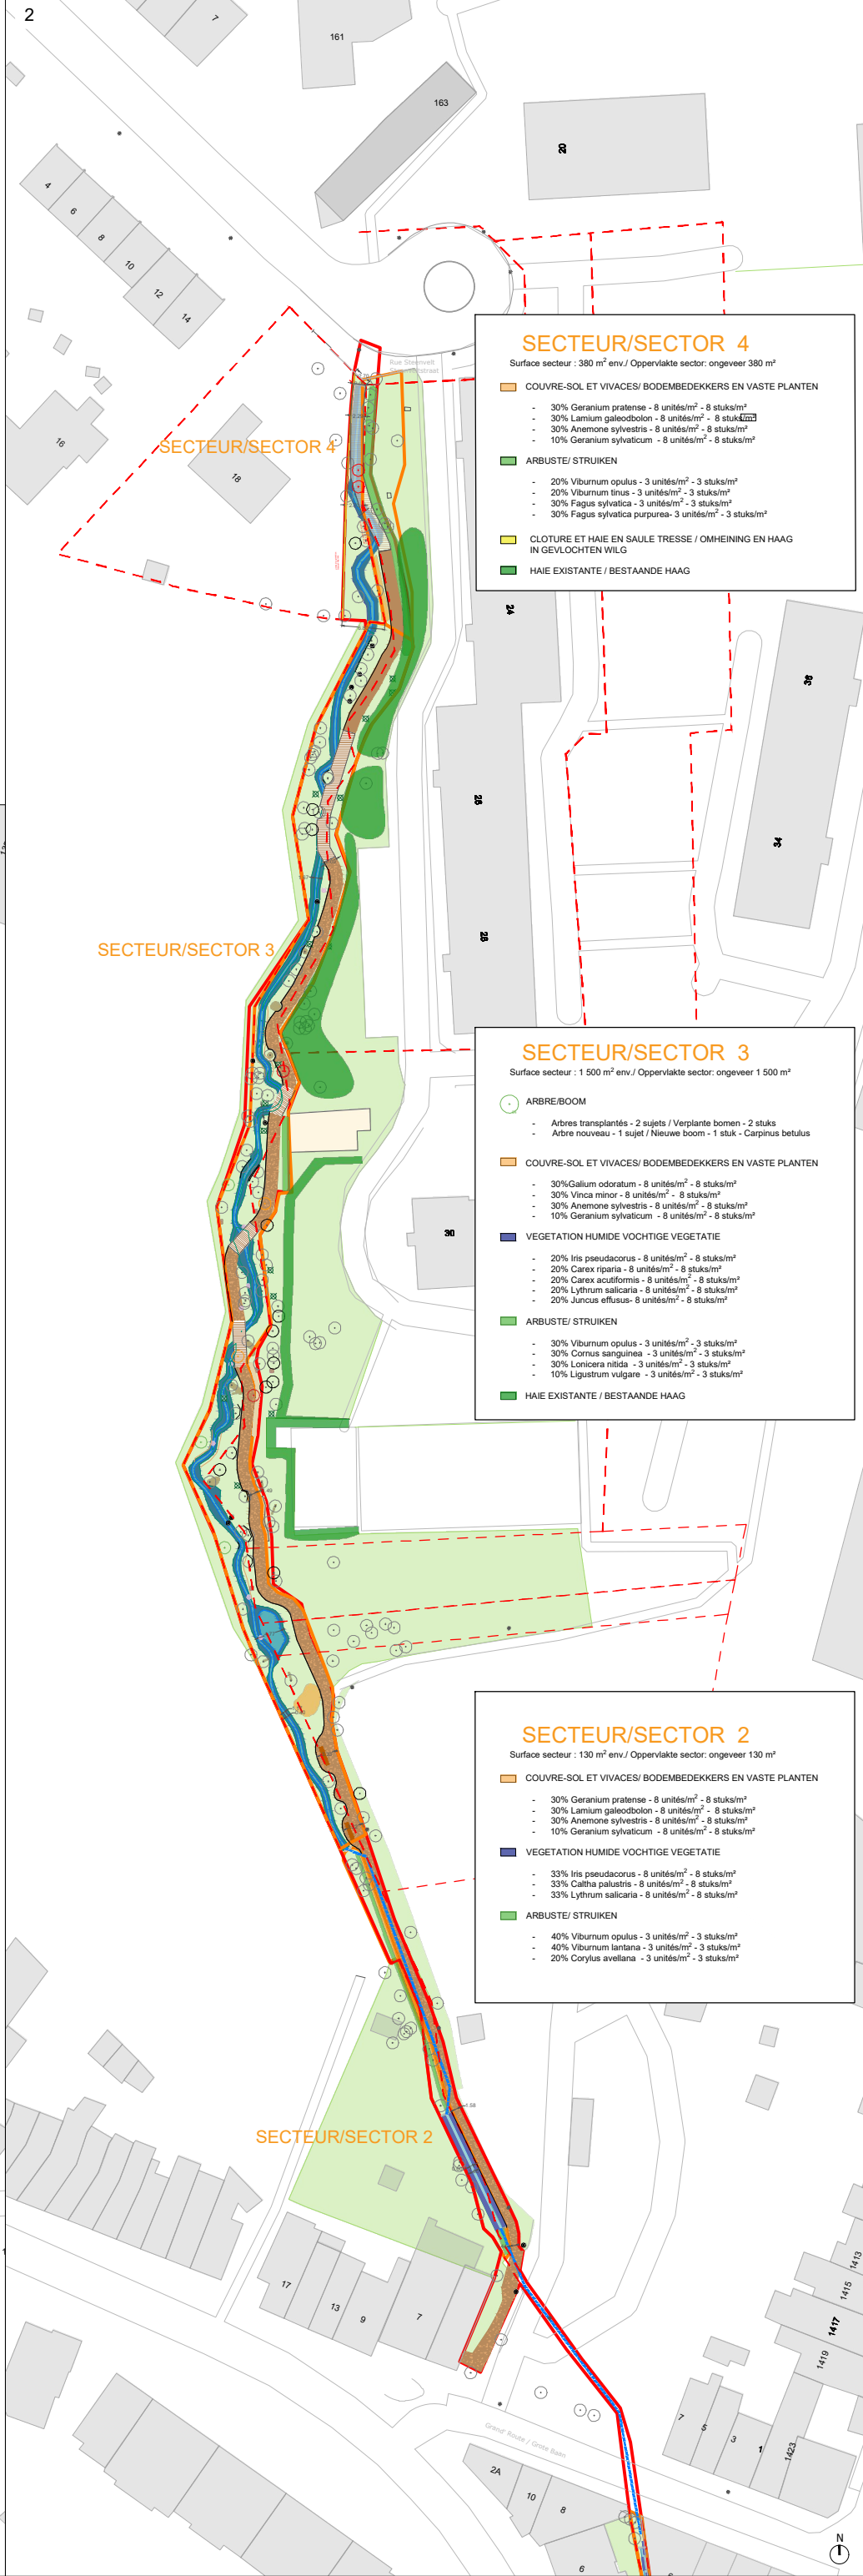 2
7
161
163
20
4
6
8
10
12
14
16
18
Rue Steenvelt
SECTEUR/SECTOR 4
SECTEUR/SECTOR 4
Surface secteur : 380 m² env./ Oppervlakte sector: ongeveer 380 m²
COUVRE-SOL ET VIVACES/ BODEMBEDEKKERS EN VASTE PLANTEN
- 30% Geranium pratense - 8 unités/m² - 8 stuks/m²
- 30% Lamium galeodbolon - 8 unités/m² - 8 stuks/m²
- 30% Anemone sylvestris - 8 unités/m² - 8 stuks/m²
- 10% Geranium sylvaticum - 8 unités/m² - 8 stuks/m²
ARBUSTE/ STRUIKEN
- 20% Viburnum opulus - 3 unités/m² - 3 stuks/m²
- 20% Viburnum tinus - 3 unités/m² - 3 stuks/m²
- 30% Fagus sylvatica - 3 unités/m² - 3 stuks/m²
- 30% Fagus sylvatica purpurea- 3 unités/m² - 3 stuks/m²
CLOTURE ET HAIE EN SAULE TRESSE / OMHEINING EN HAAG
IN GEVLOCHTEN WILG
HAIE EXISTANTE / BESTAANDE HAAG
24
36
26
34
28
SECTEUR/SECTOR 3
SECTEUR/SECTOR 3
Surface secteur : 1 500 m² env./ Oppervlakte sector: ongeveer 1 500 m²
ARBRE/BOOM
- Arbres transplantés - 2 sujets / Verplante bomen - 2 stuks
- Arbre nouveau - 1 sujet / Nieuwe boom - 1 stuk - Carpinus betulus
COUVRE-SOL ET VIVACES/ BODEMBEDEKKERS EN VASTE PLANTEN
- 30%Galium odoratum - 8 unités/m² - 8 stuks/m²
- 30% Vinca minor - 8 unités/m² - 8 stuks/m²
- 30% Anemone sylvestris - 8 unités/m² - 8 stuks/m²
- 10% Geranium sylvaticum - 8 unités/m² - 8 stuks/m²
VEGETATION HUMIDE VOCHTIGE VEGETATIE
- 20% Iris pseudacorus - 8 unités/m² - 8 stuks/m²
- 20% Carex riparia - 8 unités/m² - 8 stuks/m²
- 20% Carex acutiformis - 8 unités/m² - 8 stuks/m²
- 20% Lythrum salicaria - 8 unités/m² - 8 stuks/m²
- 20% Juncus effusus- 8 unités/m² - 8 stuks/m²
ARBUSTE/ STRUIKEN
- 30% Viburnum opulus - 3 unités/m² - 3 stuks/m²
- 30% Cornus sanguinea - 3 unités/m² - 3 stuks/m²
- 30% Lonicera nitida - 3 unités/m² - 3 stuks/m²
- 10% Ligustrum vulgare - 3 unités/m² - 3 stuks/m²
HAIE EXISTANTE / BESTAANDE HAAG
30
SECTEUR/SECTOR 2
Surface secteur : 130 m² env./ Oppervlakte sector: ongeveer 130 m²
COUVRE-SOL ET VIVACES/ BODEMBEDEKKERS EN VASTE PLANTEN
- 30% Geranium pratense - 8 unités/m² - 8 stuks/m²
- 30% Lamium galeodbolon - 8 unités/m² - 8 stuks/m²
- 30% Anemone sylvestris - 8 unités/m² - 8 stuks/m²
- 10% Geranium sylvaticum - 8 unités/m² - 8 stuks/m²
VEGETATION HUMIDE VOCHTIGE VEGETATIE
- 33% Iris pseudacorus - 8 unités/m² - 8 stuks/m²
- 33% Caltha palustris - 8 unités/m² - 8 stuks/m²
- 33% Lythrum salicaria - 8 unités/m² - 8 stuks/m²
ARBUSTE/ STRUIKEN
- 40% Viburnum opulus - 3 unités/m² - 3 stuks/m²
- 40% Viburnum lantana - 3 unités/m² - 3 stuks/m²
- 20% Corylus avellana - 3 unités/m² - 3 stuks/m²
SECTEUR/SECTOR 2
17
13
9
7
1413
1415
1417
1419
1423
7
5
3
1
Grand' Route / Grote Baan
2A
10
8
6
N